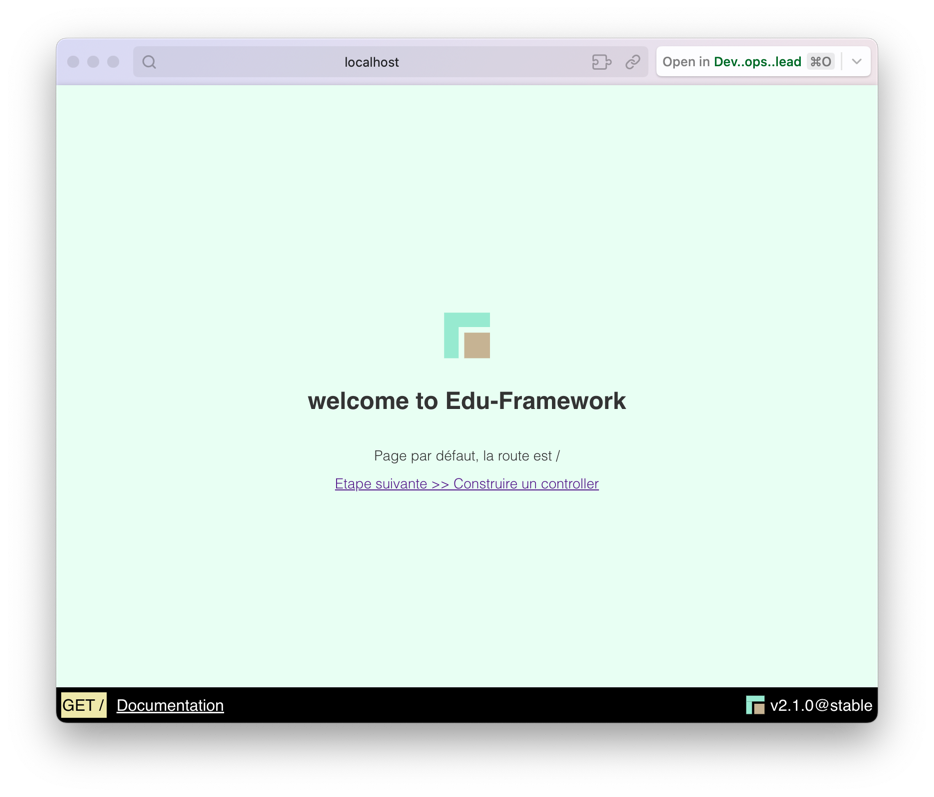 localhost
Open in Dev..ops..lead ⌘O
welcome to Edu-Framework
Page par défaut, la route est /
Etape suivante >> Construire un controller
GET / Documentation
v2.1.0@stable